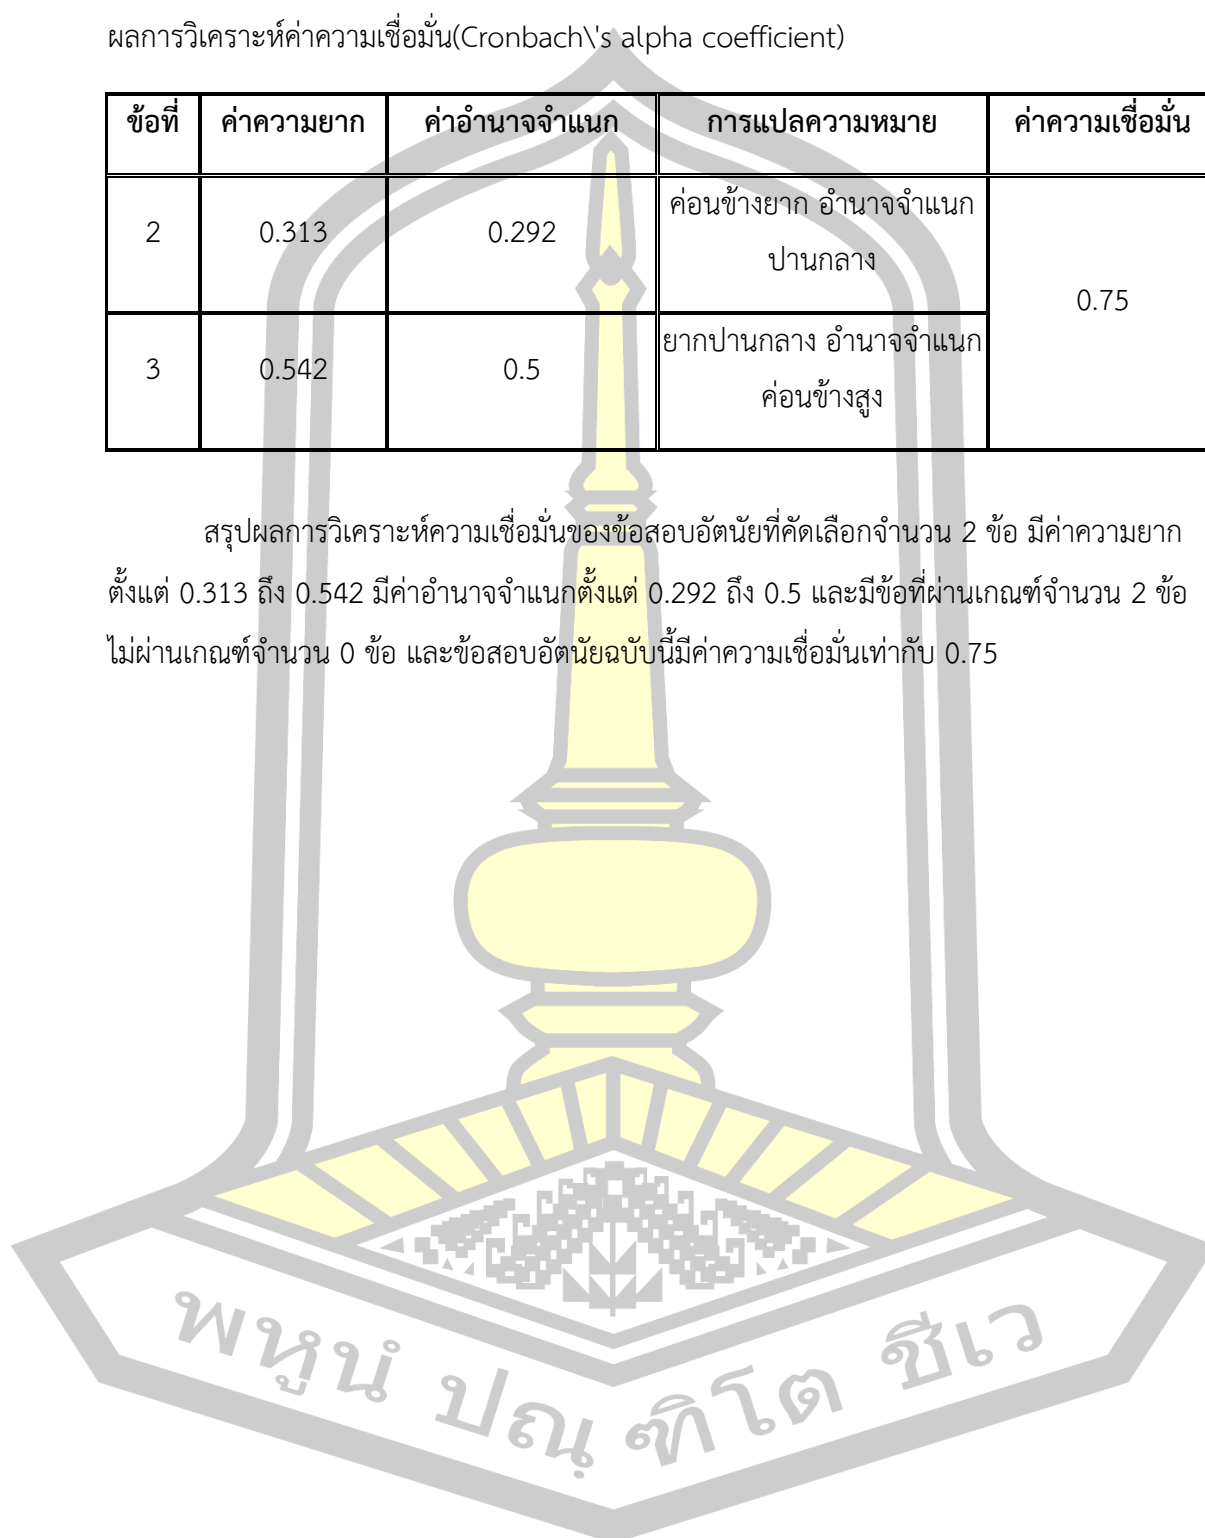 ผลการวิเคราะห์ค่าความเชื่อมั่น(Cronbach\'s alpha coefficient)
ข้อที่ ค่าความยาก ค่าอำนาจจำแนก การแปลความหมาย ค่าความเชื่อมั่น
2 0.313 0.292 ค่อนข้างยาก อำนาจจำแนก
ปานกลาง
0.75
3 0.542 0.5 ยากปานกลาง อำนาจจำแนก
ค่อนข้างสูง
สรุปผลการวิเคราะห์ความเชื่อมั่นของข้อสอบอัตนัยที่คัดเลือกจำนวน 2 ข้อ มีค่าความยาก
ตั้งแต่ 0.313 ถึง 0.542 มีค่าอำนาจจำแนกตั้งแต่ 0.292 ถึง 0.5 และมีข้อที่ผ่านเกณฑ์จำนวน 2 ข้อ
ไม่ผ่านเกณฑ์จำนวน 0 ข้อ และข้อสอบอัตนัยฉบับนี้มีค่าความเชื่อมั่นเท่ากับ 0.75
พหูนํ ปณฺ ฑิโต ชีเว